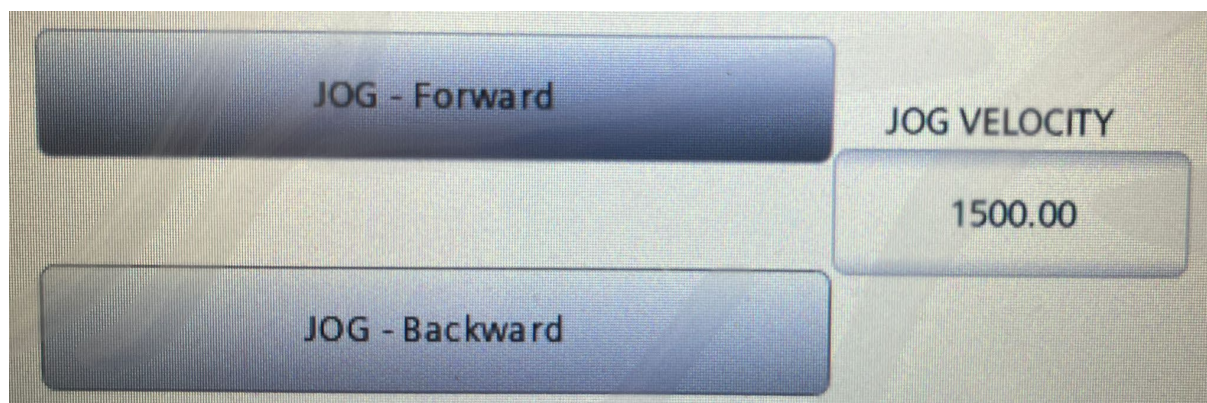 JOG - Forward
JOG VELOCITY
1500.00
JOG - Backward